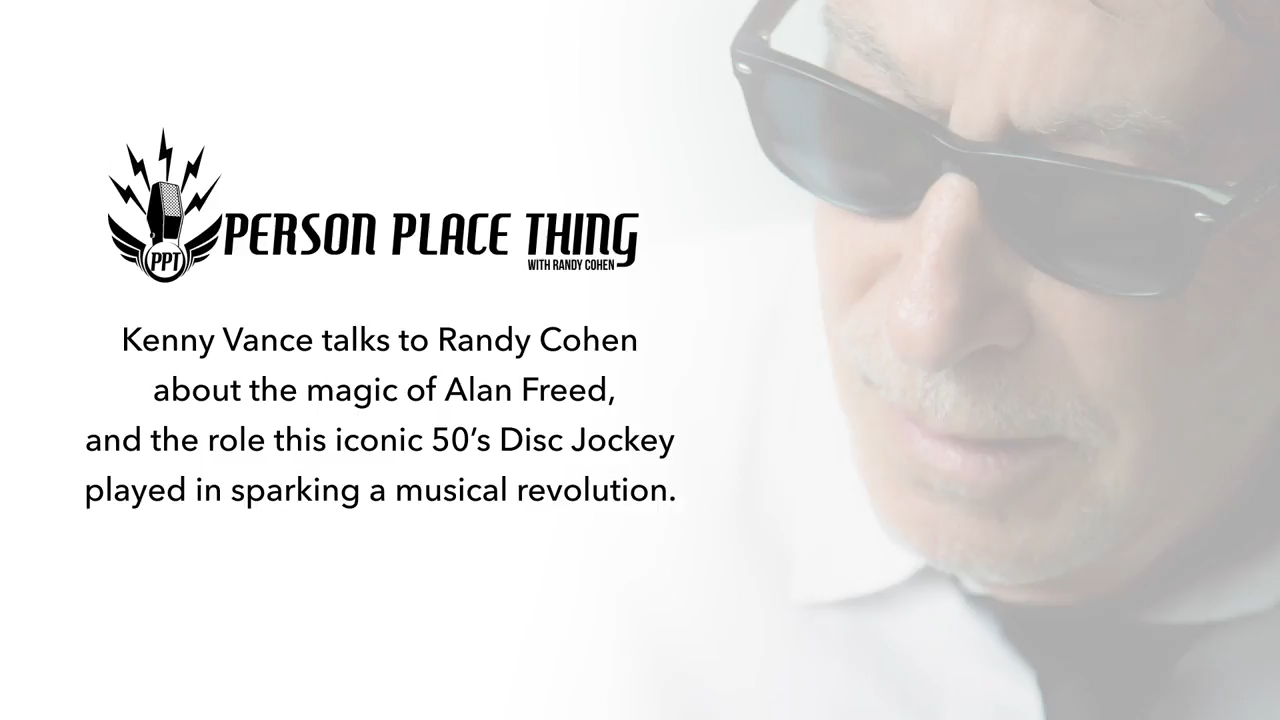 PPT
PERSON PLACE THING
WITH RANDY COHEN
Kenny Vance talks to Randy Cohen
about the magic of Alan Freed,
and the role this iconic 50’s Disc Jockey
played in sparking a musical revolution.